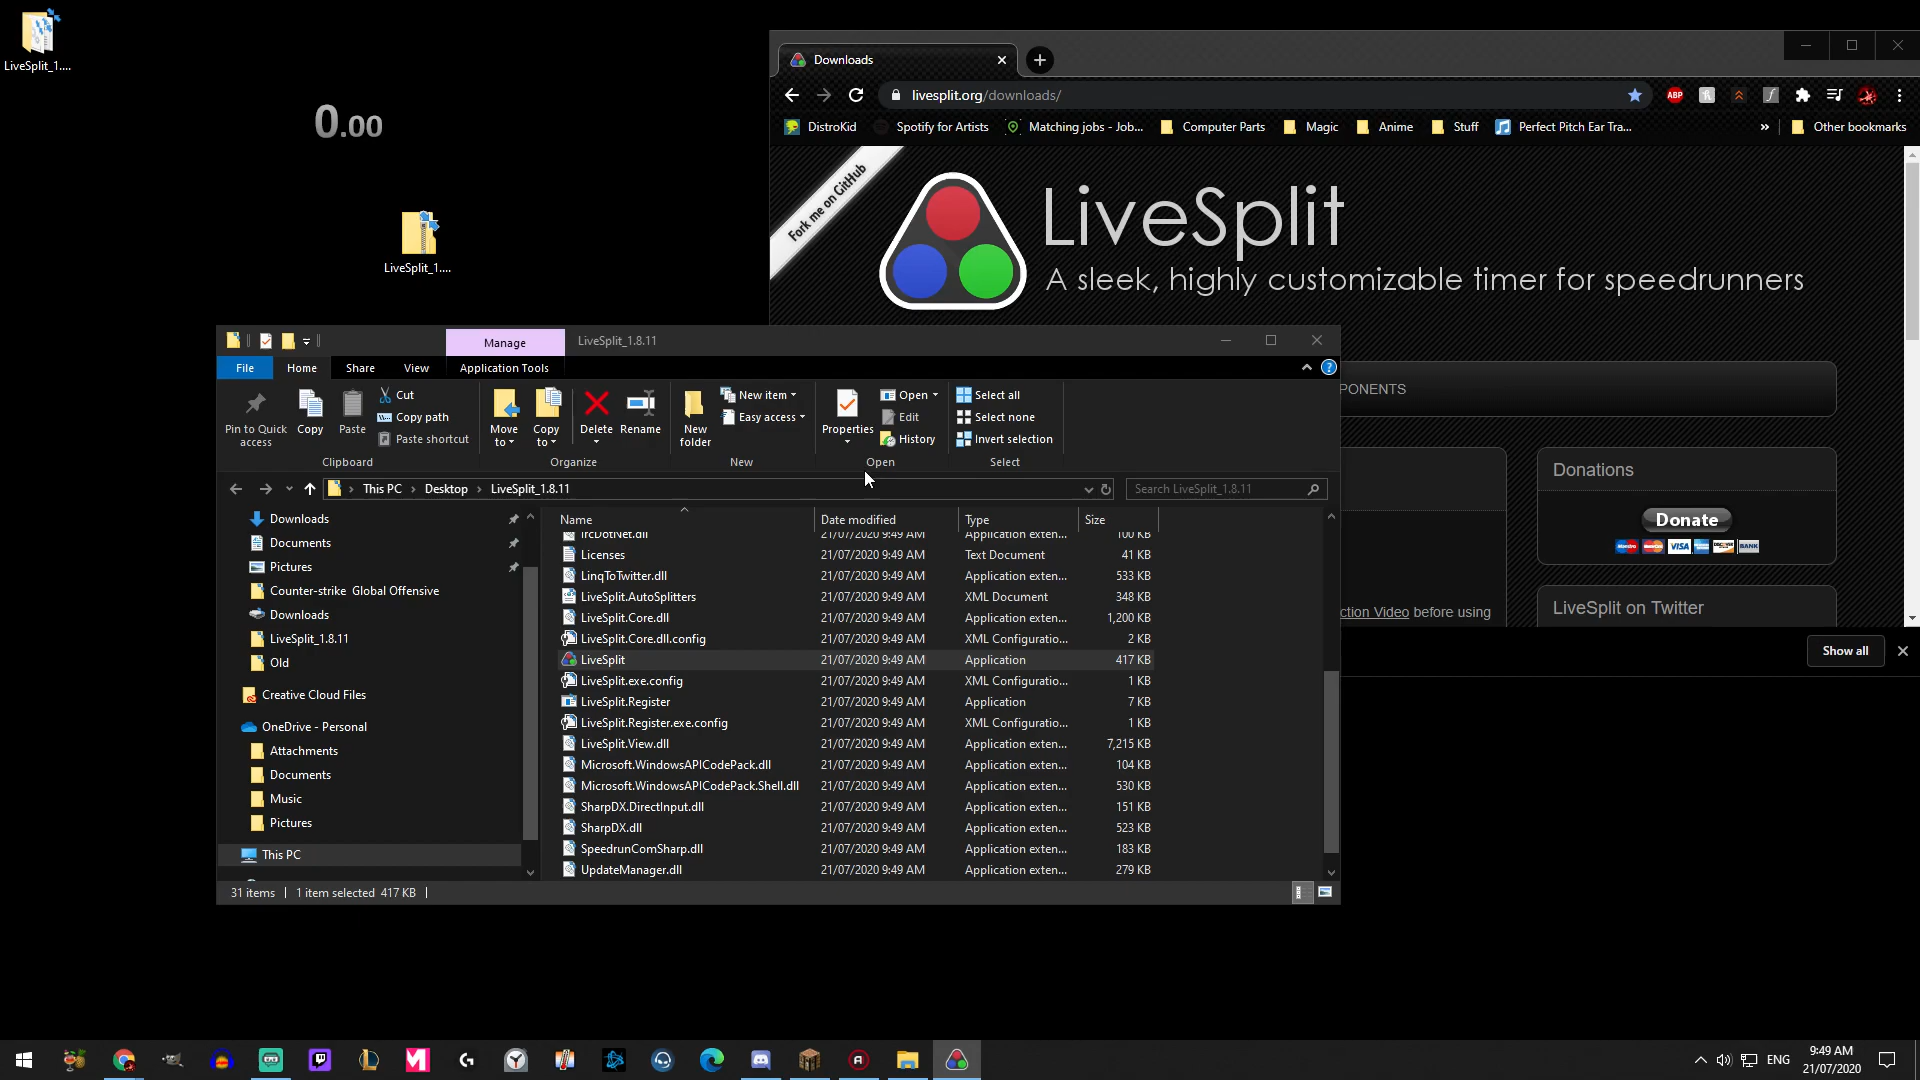 LiveSplit_1....
0.00
LiveSplit_1....
Downloads
livesplit.org/downloads/
ABP
DistroKid
Spotify for Artists
Matching jobs - Job...
Computer Parts
Magic
Anime
Stuff
Perfect Pitch Ear Tra...
»
Other bookmarks
Fork me on GitHub
LiveSplit
A sleek, highly customizable timer for speedrunners
PONENTS
Donations
Donate
VISA
BANK
ction Video before using
LiveSplit on Twitter
Show all
Manage
LiveSplit_1.8.11
File
Home
Share
View
Application Tools
Pin to Quick access
Copy
Paste
Cut
Copy path
Paste shortcut
Clipboard
Move to
Copy to
Delete
Rename
Organize
New folder
New item
Easy access
New
Properties
Open
Edit
History
Open
Select all
Select none
Invert selection
Select
This PC > Desktop > LiveSplit_1.8.11
Search LiveSplit_1.8.11
Downloads
Documents
Pictures
Counter-strike Global Offensive
Downloads
LiveSplit_1.8.11
Old
Creative Cloud Files
OneDrive - Personal
Attachments
Documents
Music
Pictures
This PC
Name Date modified Type Size
IrcDotNet.dll 21/07/2020 9:49 AM Application exten... 100 KB
Licenses 21/07/2020 9:49 AM Text Document 41 KB
LinqToTwitter.dll 21/07/2020 9:49 AM Application exten... 533 KB
LiveSplit.AutoSplitters 21/07/2020 9:49 AM XML Document 348 KB
LiveSplit.Core.dll 21/07/2020 9:49 AM Application exten... 1,200 KB
LiveSplit.Core.dll.config 21/07/2020 9:49 AM XML Configuratio... 2 KB
LiveSplit 21/07/2020 9:49 AM Application 417 KB
LiveSplit.exe.config 21/07/2020 9:49 AM XML Configuratio... 1 KB
LiveSplit.Register 21/07/2020 9:49 AM Application 7 KB
LiveSplit.Register.exe.config 21/07/2020 9:49 AM XML Configuratio... 1 KB
LiveSplit.View.dll 21/07/2020 9:49 AM Application exten... 7,215 KB
Microsoft.WindowsAPICodePack.dll 21/07/2020 9:49 AM Application exten... 104 KB
Microsoft.WindowsAPICodePack.Shell.dll 21/07/2020 9:49 AM Application exten... 530 KB
SharpDX.DirectInput.dll 21/07/2020 9:49 AM Application exten... 151 KB
SharpDX.dll 21/07/2020 9:49 AM Application exten... 523 KB
SpeedrunComSharp.dll 21/07/2020 9:49 AM Application exten... 183 KB
UpdateManager.dll 21/07/2020 9:49 AM Application exten... 279 KB
31 items
1 item selected 417 KB
ENG
9:49 AM
21/07/2020